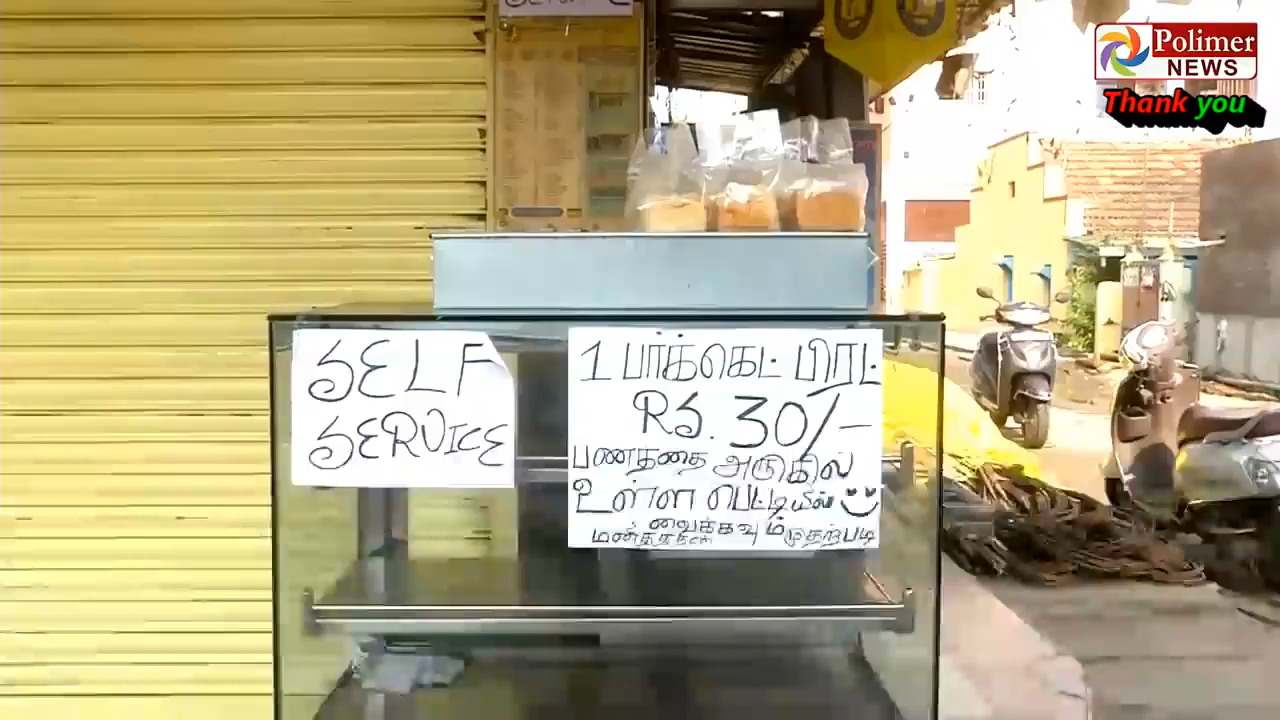 Polimer
NEWS
Thank you
SELF
SERVICE
1 பாக்கெட் பிரட்
RS. 30/-
பணத்தை அருகில்
உள்ள பெட்டியில்
வைக்கவும்